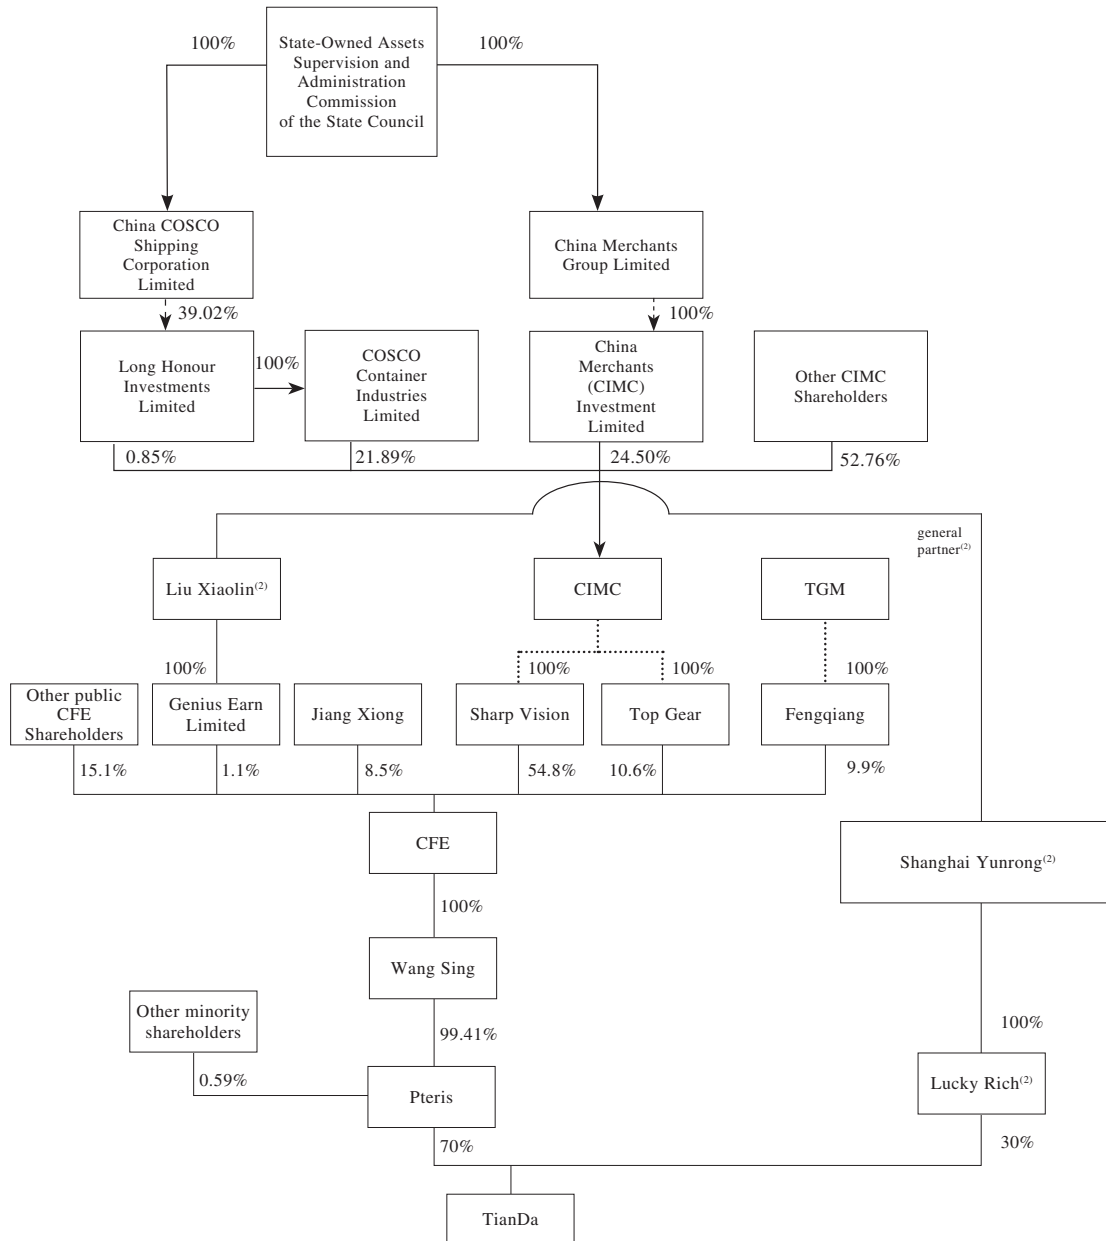 100%
State-Owned Assets
Supervision and
Administration
Commission
of the State Council
100%
China COSCO
Shipping
Corporation
Limited
China Merchants
Group Limited
39.02%
100%
Long Honour
Investments
Limited
100%
COSCO
Container
Industries
Limited
China
Merchants
(CIMC)
Investment
Limited
Other CIMC
Shareholders
0.85%
21.89%
24.50%
52.76%
general
partner(2)
Liu Xiaolin(2)
CIMC
TGM
100%
100%
100%
100%
Other public
CFE
Shareholders
Genius Earn
Limited
Jiang Xiong
Sharp Vision
Top Gear
Fengqiang
15.1%
1.1%
8.5%
54.8%
10.6%
9.9%
CFE
Shanghai Yunrong(2)
100%
Wang Sing
Other minority
shareholders
99.41%
100%
0.59%
Pteris
Lucky Rich(2)
70%
30%
TianDa